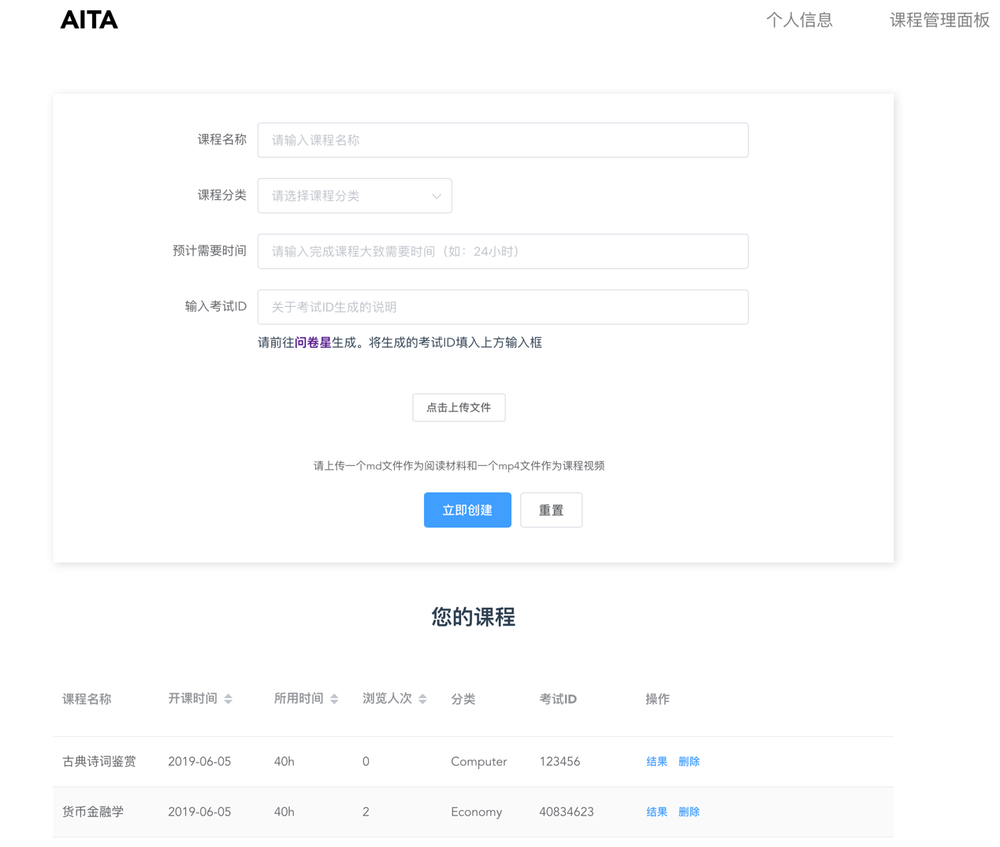 AITA 个人信息 课程管理面板
课程名称 请输入课程名称
课程分类 请选择课程分类
预计需要时间 请输入完成课程大致需要时间（如：24小时）
输入考试ID 关于考试ID生成的说明
请前往问卷星生成。将生成的考试ID填入上方输入框
点击上传文件
请上传一个md文件作为阅读材料和一个mp4文件作为课程视频
立即创建 重置
您的课程
课程名称 开课时间 所用时间 浏览人次 分类 考试ID 操作
古典诗词鉴赏 2019-06-05 40h 0 Computer 123456 结果 删除
货币金融学 2019-06-05 40h 2 Economy 40834623 结果 删除